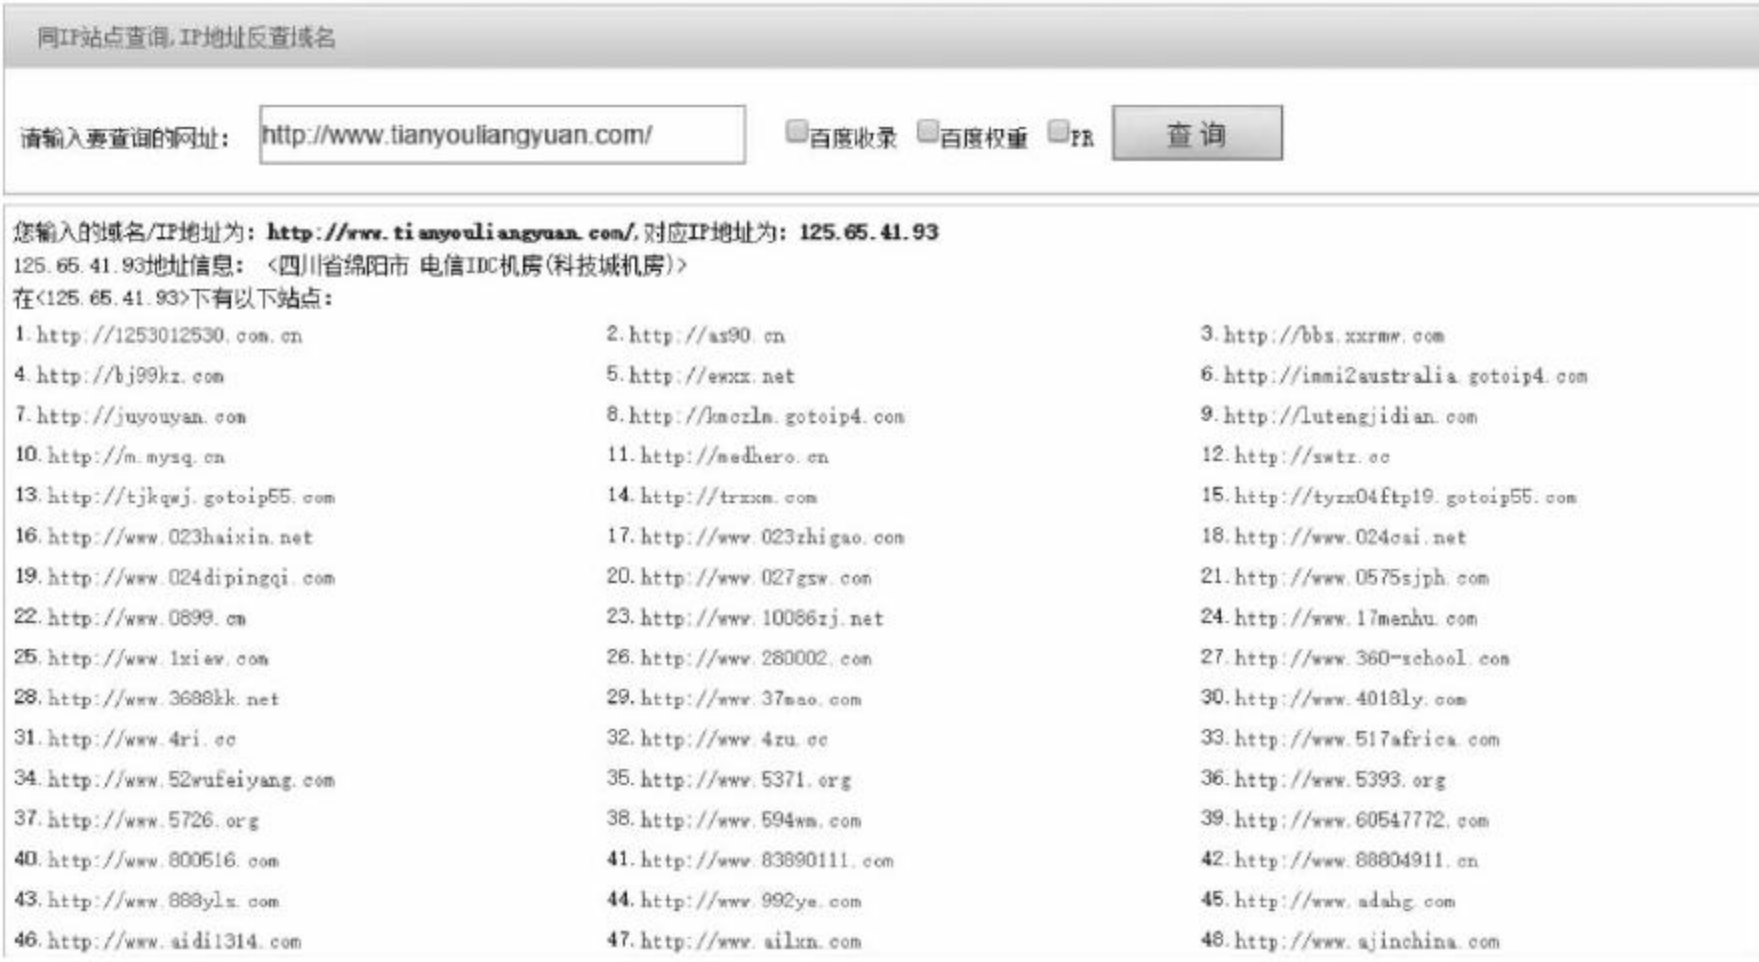 同IP站点查询,IP地址反查域名
请输入要查询的网址： http://www.tianyouliangyuan.com/ 百度收录 百度权重 PR 查 询
您输入的域名/IP地址为：http://www.tianyouliangyuan.com/,对应IP地址为：125.65.41.93
125.65.41.93地址信息： <四川省绵阳市 电信IDC机房(科技城机房)>
在<125.65.41.93>下有以下站点：
1.http://1253012530.com.cn 2.http://as90.cn 3.http://bbs.xxrmw.com
4.http://bj99kz.com 5.http://ewxx.net 6.http://immi2australia.gotoip4.com
7.http://juyouyan.com 8.http://kmczlm.gotoip4.com 9.http://lutengjidian.com
10.http://m.mysq.cn 11.http://medhero.cn 12.http://swtz.cc
13.http://tjkqwj.gotoip55.com 14.http://trxxm.com 15.http://tyzx04ftp19.gotoip55.com
16.http://www.023haixin.net 17.http://www.023zhigao.com 18.http://www.024cai.net
19.http://www.024dipingqi.com 20.http://www.027gsw.com 21.http://www.0575sjph.com
22.http://www.0899.cm 23.http://www.10086zj.net 24.http://www.17menhu.com
25.http://www.1xiew.com 26.http://www.280002.com 27.http://www.360-school.com
28.http://www.3688kk.net 29.http://www.37mao.com 30.http://www.4018ly.com
31.http://www.4ri.cc 32.http://www.4zu.cc 33.http://www.517africa.com
34.http://www.52wufeiyang.com 35.http://www.5371.org 36.http://www.5393.org
37.http://www.5726.org 38.http://www.594wm.com 39.http://www.60547772.com
40.http://www.800516.com 41.http://www.83890111.com 42.http://www.88804911.cn
43.http://www.888yls.com 44.http://www.992ye.com 45.http://www.adahg.com
46.http://www.aidi1314.com 47.http://www.ailxn.com 48.http://www.ajinchina.com